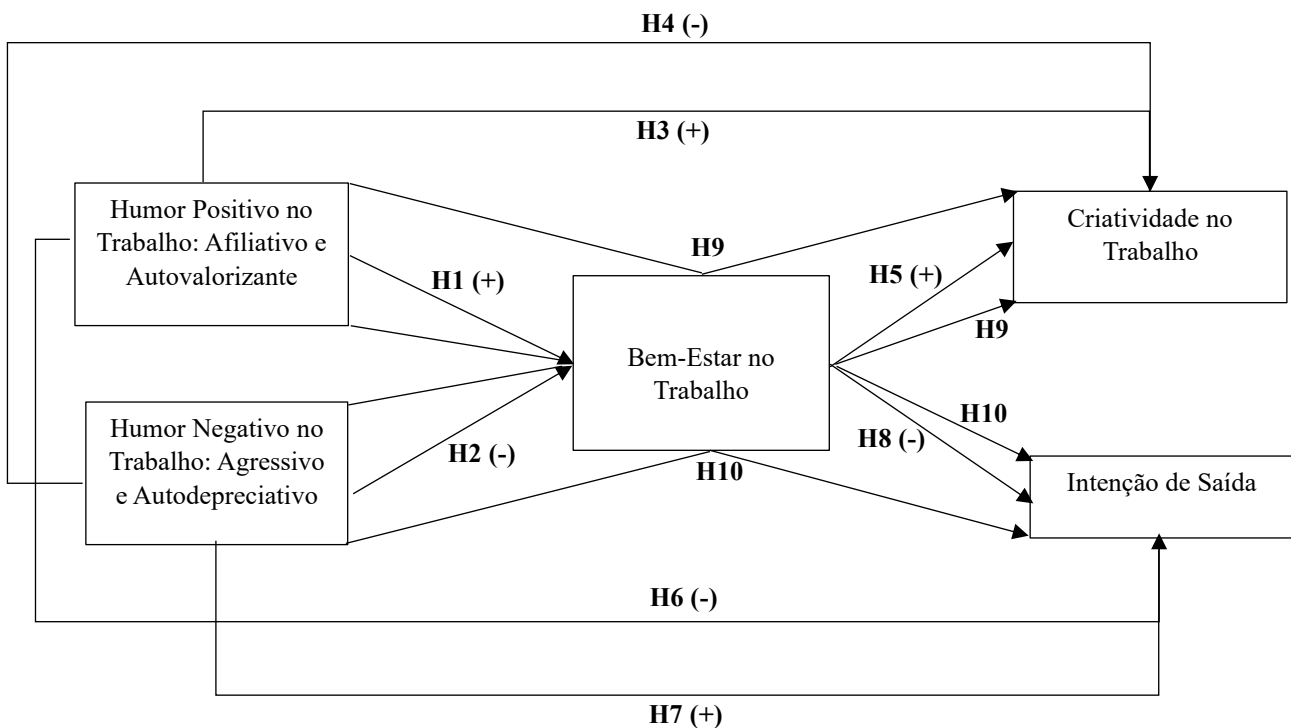 H4 (-)
H3 (+)
Humor Positivo no
Trabalho: Afiliativo e
Autovalorizante
Criatividade no
Trabalho
H9
H1 (+)
H5 (+)
H9
Bem-Estar no
Trabalho
Humor Negativo no
Trabalho: Agressivo
e Autodepreciativo
H2 (-)
H10
H8 (-)
H10
Intenção de Saída
H6 (-)
H7 (+)